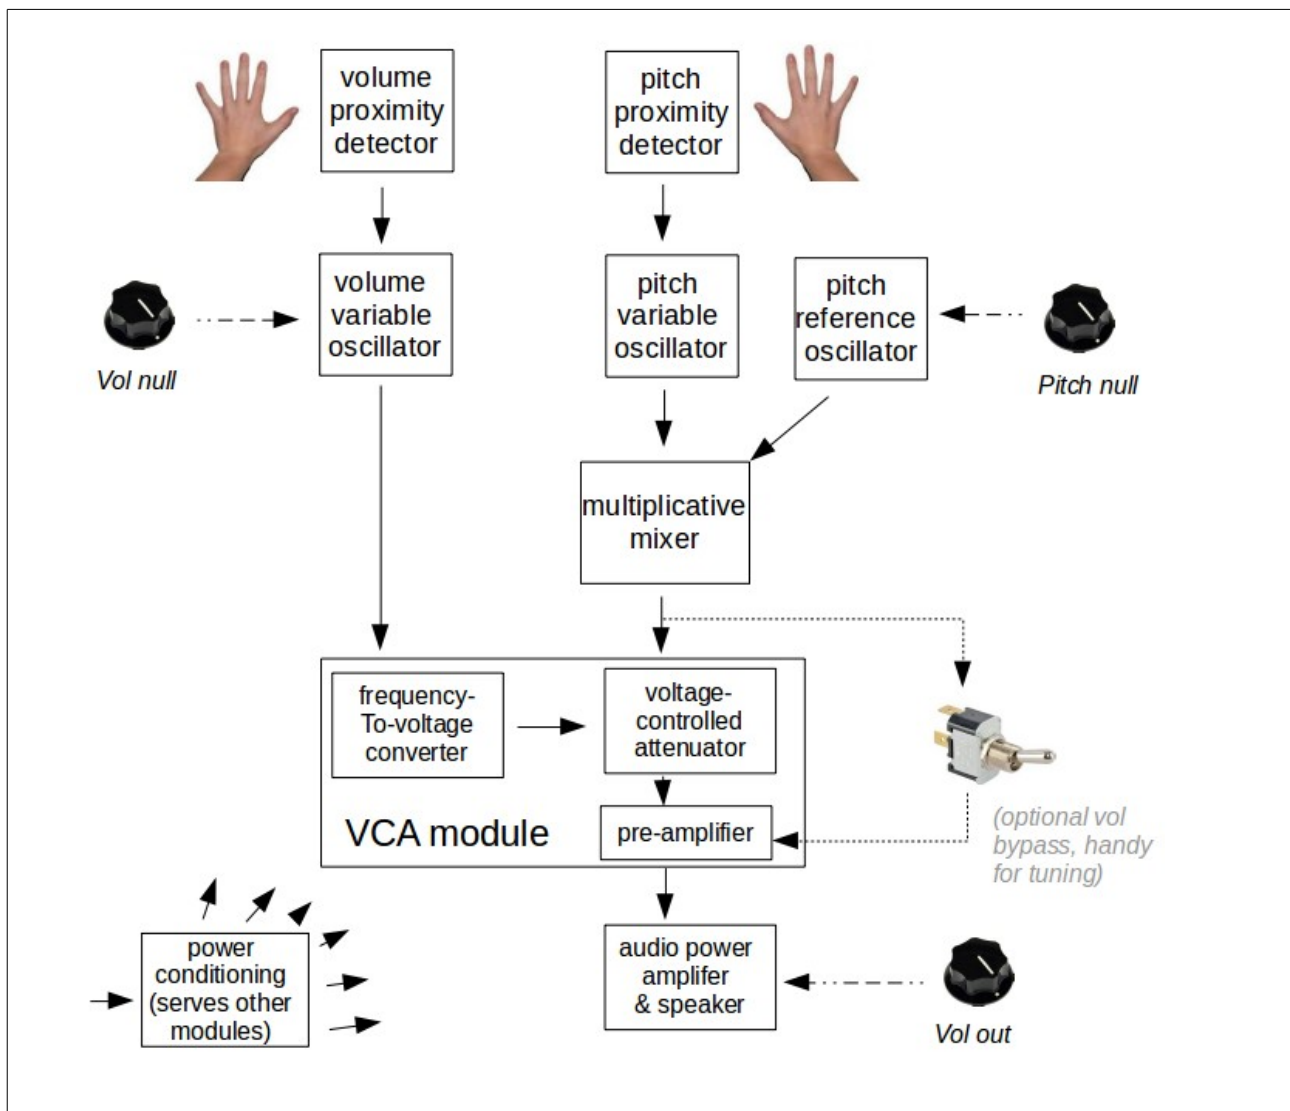 volume
proximity
detector
pitch
proximity
detector
volume
variable
oscillator
pitch
variable
oscillator
pitch
reference
oscillator
Vol null
Pitch null
multiplicative
mixer
frequency-
To-voltage
converter
voltage-
controlled
attenuator
VCA module
pre-amplifier
(optional vol
bypass, handy
for tuning)
power
conditioning
(serves other
modules)
audio power
amplifer
& speaker
Vol out